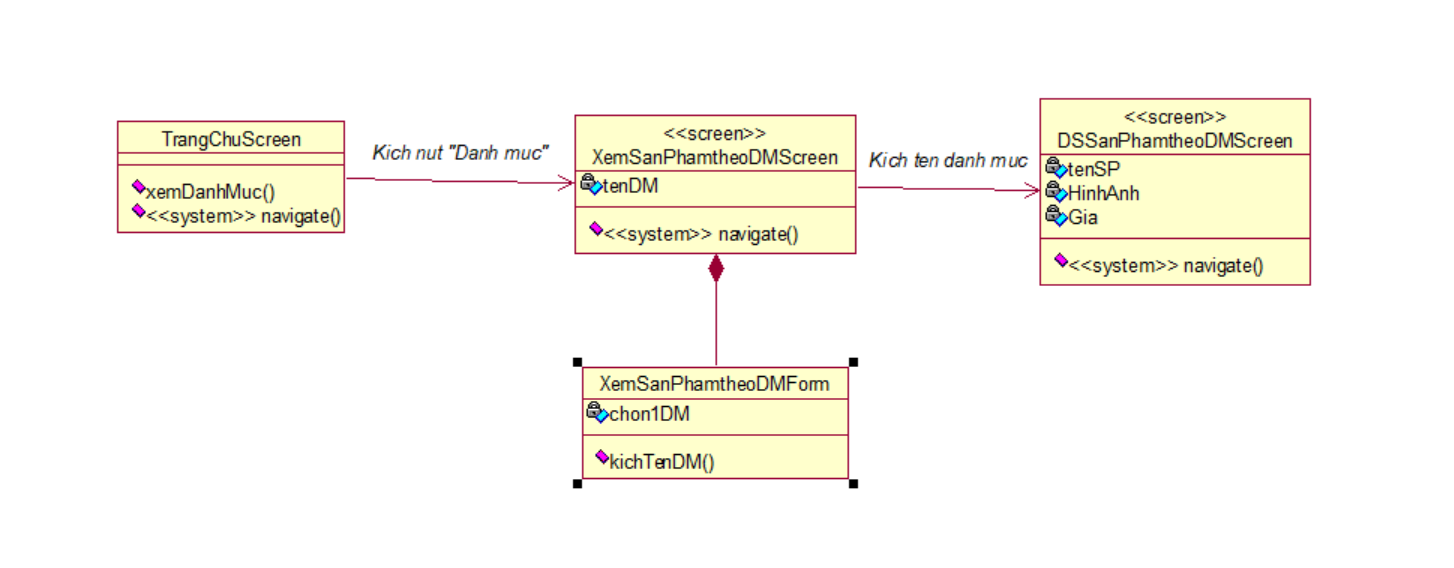 TrangChuScreen
xemDanhMuc()
<<system>> navigate()
Kich nut "Danh muc"
<<screen>>
XemSanPhamtheoDMScreen
tenDM
<<system>> navigate()
Kich ten danh muc
<<screen>>
DSSanPhamtheoDMScreen
tenSP
HinhAnh
Gia
<<system>> navigate()
XemSanPhamtheoDMForm
chon1DM
kichTenDM()